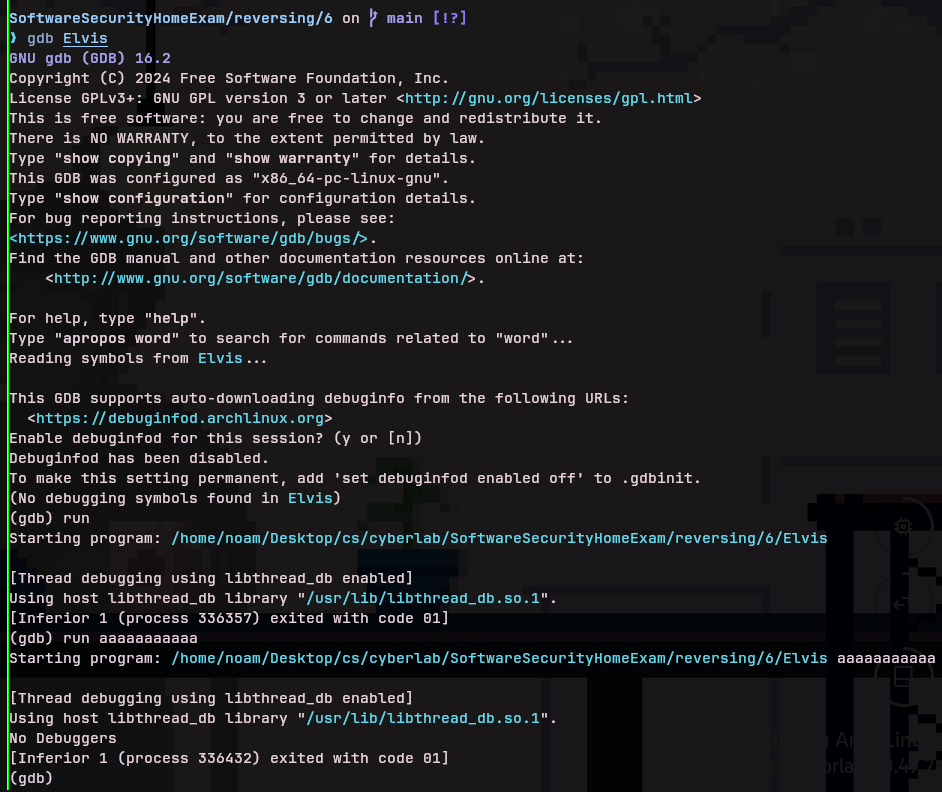 SoftwareSecurityHomeExam/reversing/6 on main [!?]
❯ gdb Elvis
GNU gdb (GDB) 16.2
Copyright (C) 2024 Free Software Foundation, Inc.
License GPLv3+: GNU GPL version 3 or later <http://gnu.org/licenses/gpl.html>
This is free software: you are free to change and redistribute it.
There is NO WARRANTY, to the extent permitted by law.
Type "show copying" and "show warranty" for details.
This GDB was configured as "x86_64-pc-linux-gnu".
Type "show configuration" for configuration details.
For bug reporting instructions, please see:
<https://www.gnu.org/software/gdb/bugs/>.
Find the GDB manual and other documentation resources online at:
    <http://www.gnu.org/software/gdb/documentation/>.

For help, type "help".
Type "apropos word" to search for commands related to "word"...
Reading symbols from Elvis...

This GDB supports auto-downloading debuginfo from the following URLs:
  <https://debuginfod.archlinux.org>
Enable debuginfod for this session? (y or [n])
Debuginfod has been disabled.
To make this setting permanent, add 'set debuginfod enabled off' to .gdbinit.
(No debugging symbols found in Elvis)
(gdb) run
Starting program: /home/noam/Desktop/cs/cyberlab/SoftwareSecurityHomeExam/reversing/6/Elvis

[Thread debugging using libthread_db enabled]
Using host libthread_db library "/usr/lib/libthread_db.so.1".
[Inferior 1 (process 336357) exited with code 01]
(gdb) run aaaaaaaaaaa
Starting program: /home/noam/Desktop/cs/cyberlab/SoftwareSecurityHomeExam/reversing/6/Elvis aaaaaaaaaaa

[Thread debugging using libthread_db enabled]
Using host libthread_db library "/usr/lib/libthread_db.so.1".
No Debuggers
[Inferior 1 (process 336432) exited with code 01]
(gdb)